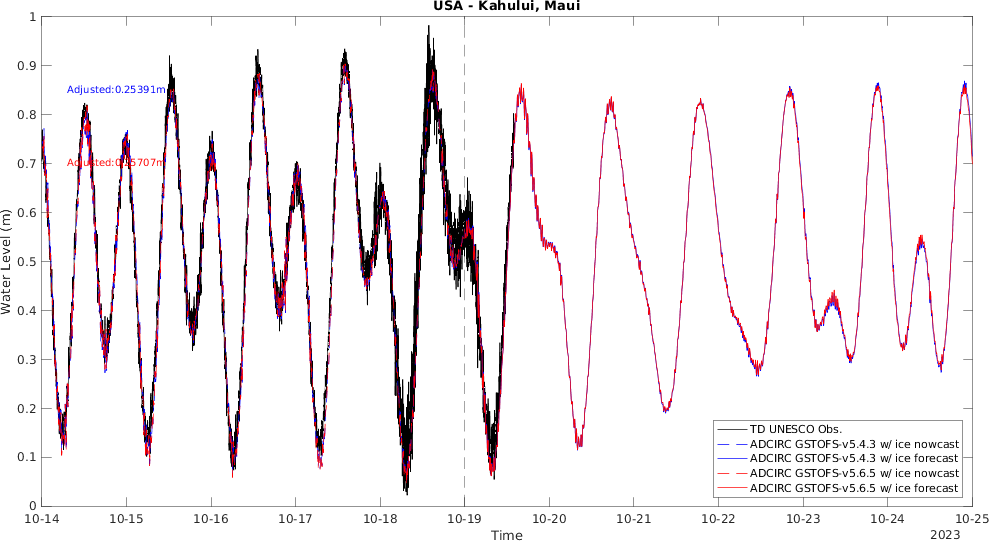 USA - Kahului, Maui
1
0.9
0.8
0.7
0.6
0.5
0.4
0.3
0.2
0.1
0
Water Level (m)
Adjusted:0.25391m
TD UNESCO Obs.
ADCIRC GSTOFS-v5.4.3 w/ ice nowcast
ADCIRC GSTOFS-v5.4.3 w/ ice forecast
ADCIRC GSTOFS-v5.6.5 w/ ice nowcast
ADCIRC GSTOFS-v5.6.5 w/ ice forecast
10-14 10-15 10-16 10-17 10-18 10-19 10-20 10-21 10-22 10-23 10-24 10-25
Time
2023